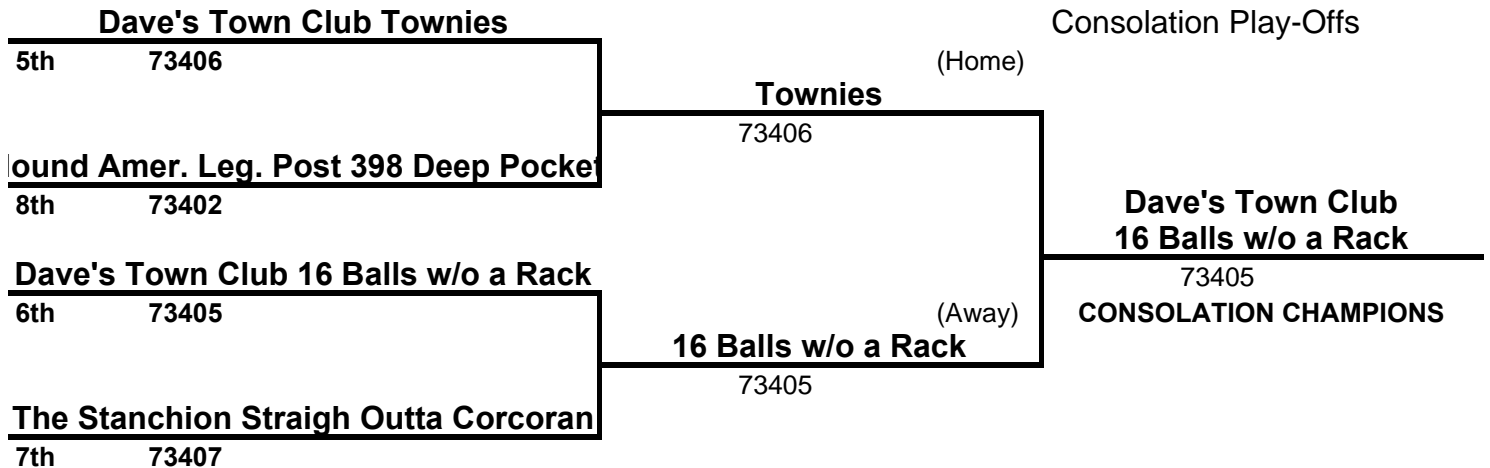 Dave's Town Club Townies
Consolation Play-Offs
5th 73406
(Home)
Townies
73406
ound Amer. Leg. Post 398 Deep Pocket
8th 73402
Dave's Town Club
16 Balls w/o a Rack
73405
CONSOLATION CHAMPIONS
Dave's Town Club 16 Balls w/o a Rack
6th 73405
(Away)
16 Balls w/o a Rack
73405
The Stanchion Straigh Outta Corcoran
7th 73407